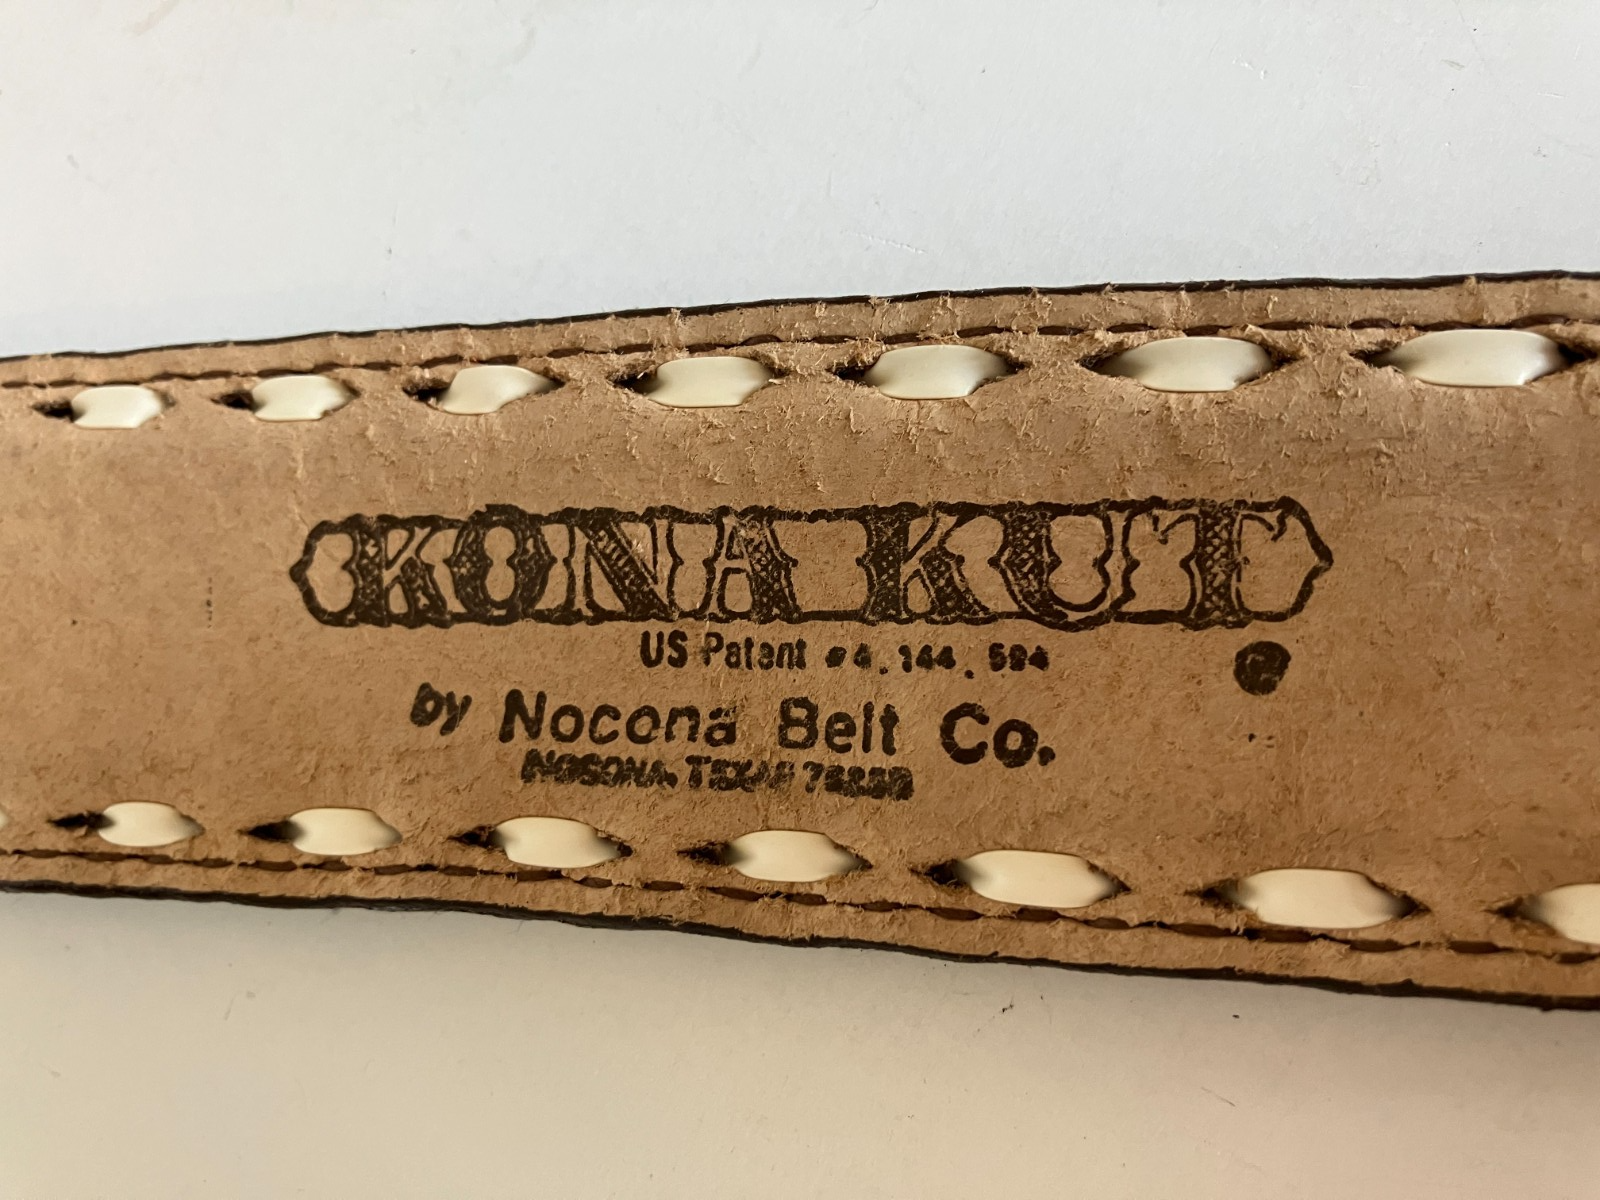 KONA KUT
US Patent #4,144,594
®
by Nocona Belt Co.
NOCONA, TEXAS